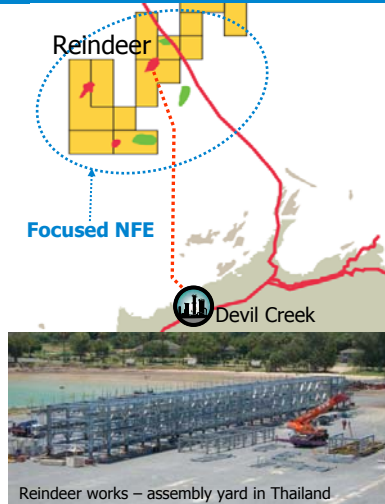 Reindeer
Focused NFE
Devil Creek
Reindeer works – assembly yard in Thailand